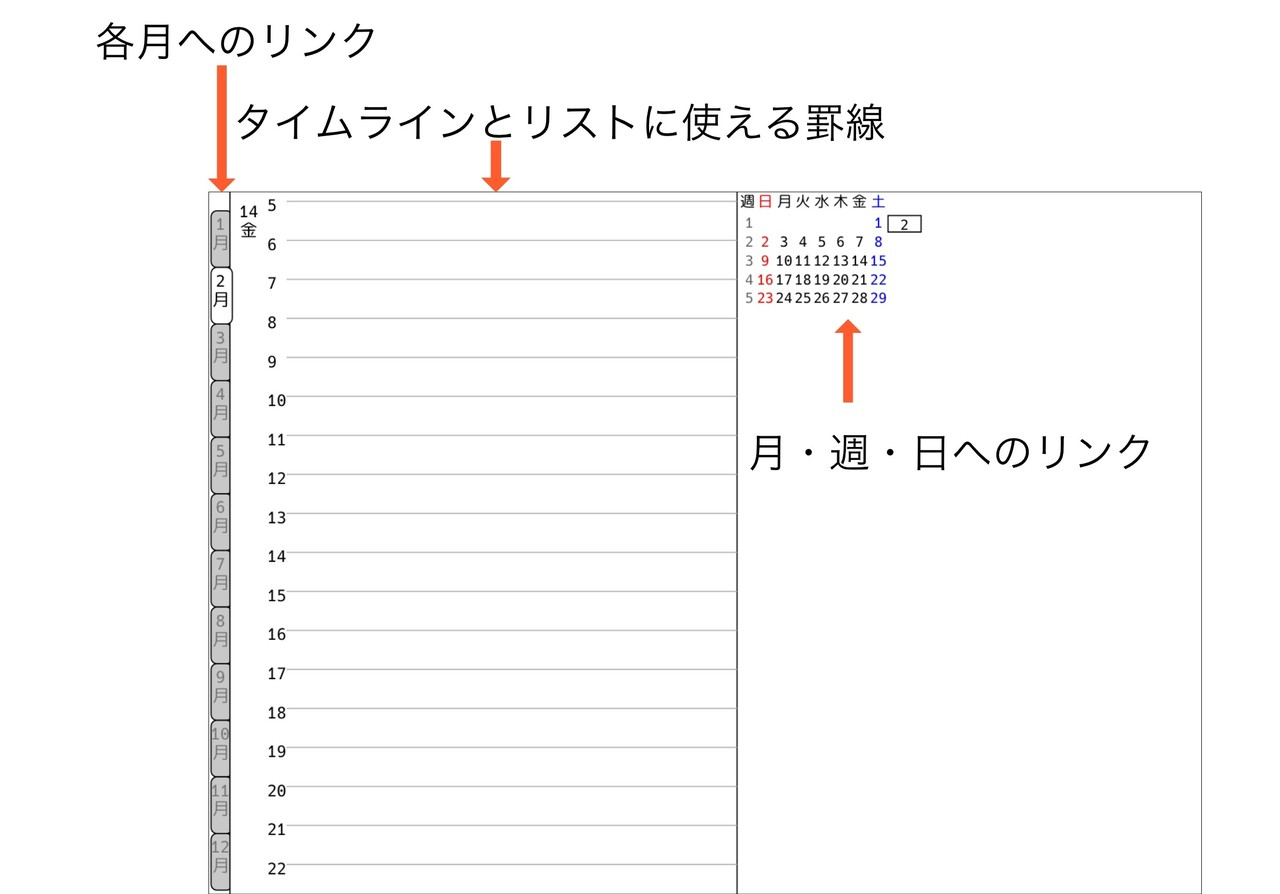 各月へのリンク
タイムラインとリストに使える罫線
1月
2月
3月
4月
5月
6月
7月
8月
9月
10月
11月
12月
14
金
5
6
7
8
9
10
11
12
13
14
15
16
17
18
19
20
21
22
週 日 月 火 水 木 金 土
1 1 2
2 2 3 4 5 6 7 8
3 9 10 11 12 13 14 15
4 16 17 18 19 20 21 22
5 23 24 25 26 27 28 29
月・週・日へのリンク